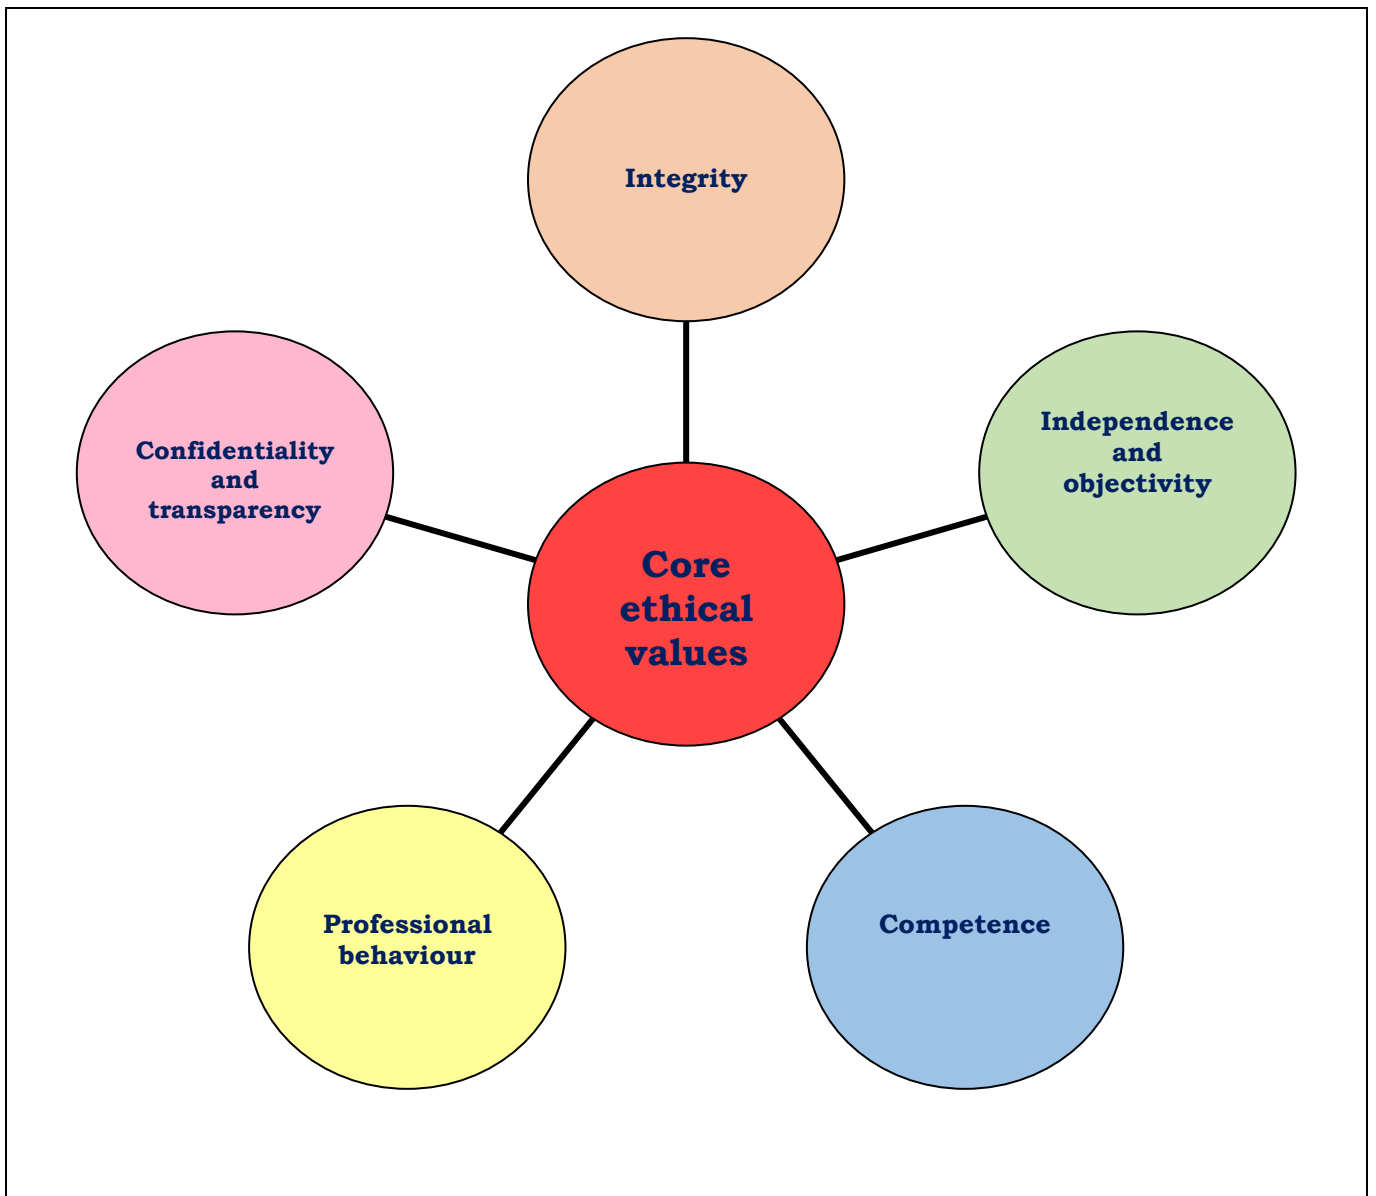 Integrity
Independence
and
objectivity
Confidentiality
and
transparency
Core
ethical
values
Professional
behaviour
Competence